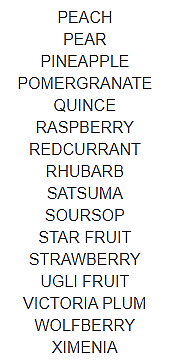 PEACH
PEAR
PINEAPPLE
POMERGRANATE
QUINCE
RASPBERRY
REDCURRANT
RHUBARB
SATSUMA
SOURSOP
STAR FRUIT
STRAWBERRY
UGLI FRUIT
VICTORIA PLUM
WOLFBERRY
XIMENIA